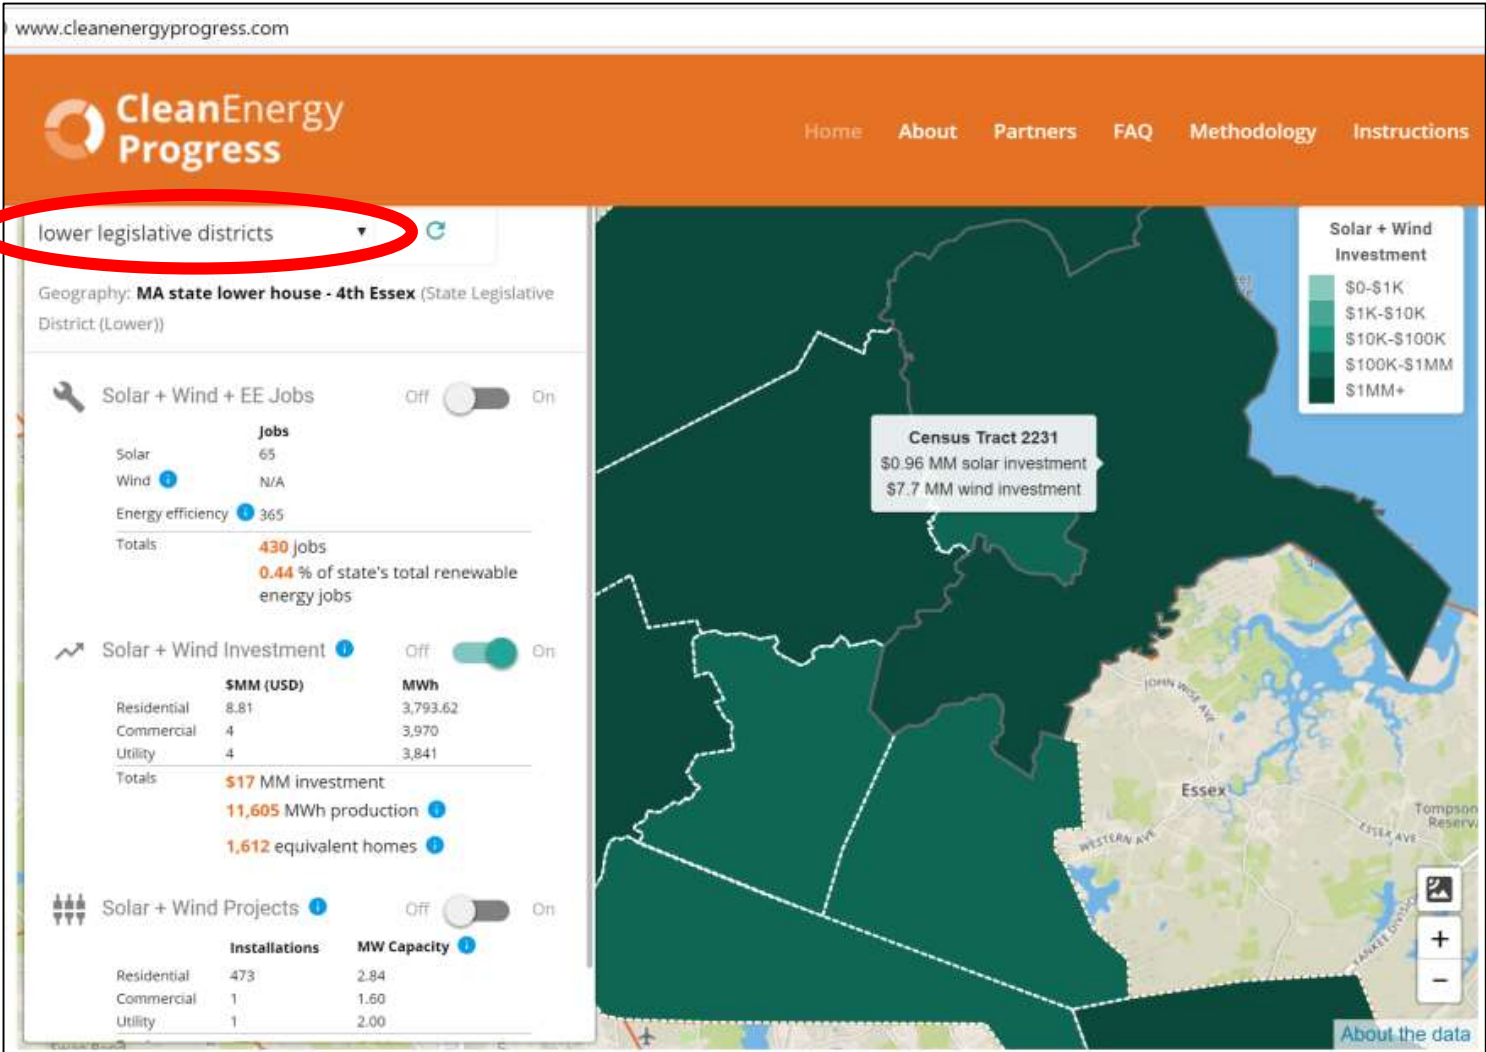 www.cleanenergyprogress.com
CleanEnergy
Progress
Home About Partners FAQ Methodology Instructions
lower legislative districts
Geography: MA state lower house - 4th Essex (State Legislative
District (Lower))
Solar + Wind + EE Jobs Off On
Jobs
Solar 65
Wind N/A
Energy efficiency 365
Totals 430 jobs
0.44 % of state's total renewable
energy jobs
Solar + Wind Investment Off On
$MM (USD) MWh
Residential 8.81 3,793.62
Commercial 4 3,970
Utility 4 3,841
Totals $17 MM investment
11,605 MWh production
1,612 equivalent homes
Solar + Wind Projects Off On
Installations MW Capacity
Residential 473 2.84
Commercial 1 1.60
Utility 1 2.00
Census Tract 2231
$0.96 MM solar investment
$7.7 MM wind investment
Solar + Wind
Investment
$0-$1K
$1K-$10K
$10K-$100K
$100K-$1MM
$1MM+
JOHN WISE AVE
Essex
WESTERN AVE
ESSEX AVE
Tompson
Reserv
YANKEE DIVISION
+
−
About the data